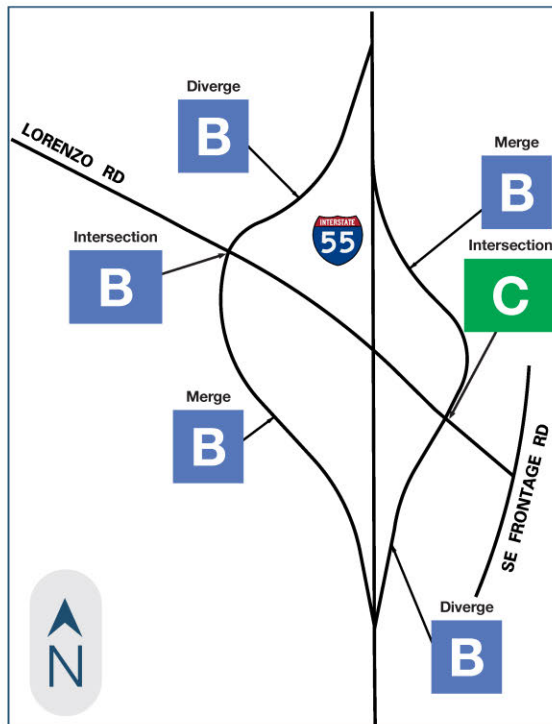 Diverge
B
LORENZO RD
Merge
B
INTERSTATE
55
Intersection
B
Intersection
C
Merge
B
SE FRONTAGE RD
Diverge
B
N